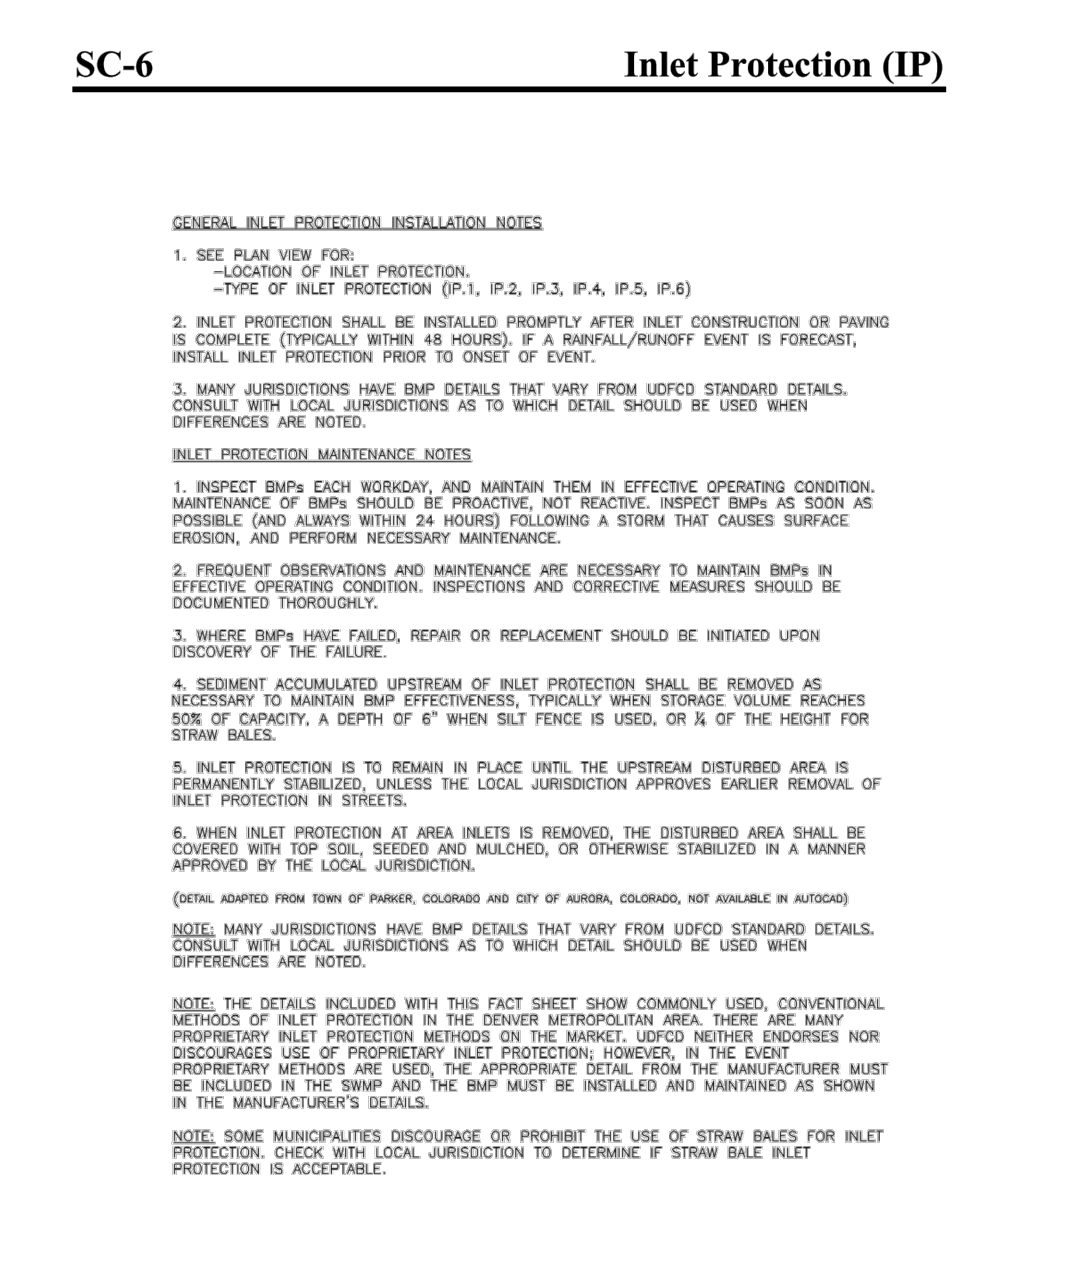 SC-6 Inlet Protection (IP)
GENERAL INLET PROTECTION INSTALLATION NOTES
1. SEE PLAN VIEW FOR:
-LOCATION OF INLET PROTECTION.
-TYPE OF INLET PROTECTION (IP.1, IP.2, IP.3, IP.4, IP.5, IP.6)
2. INLET PROTECTION SHALL BE INSTALLED PROMPTLY AFTER INLET CONSTRUCTION OR PAVING
IS COMPLETE (TYPICALLY WITHIN 48 HOURS). IF A RAINFALL/RUNOFF EVENT IS FORECAST,
INSTALL INLET PROTECTION PRIOR TO ONSET OF EVENT.
3. MANY JURISDICTIONS HAVE BMP DETAILS THAT VARY FROM UDFCD STANDARD DETAILS.
CONSULT WITH LOCAL JURISDICTIONS AS TO WHICH DETAIL SHOULD BE USED WHEN
DIFFERENCES ARE NOTED.
INLET PROTECTION MAINTENANCE NOTES
1. INSPECT BMPs EACH WORKDAY, AND MAINTAIN THEM IN EFFECTIVE OPERATING CONDITION.
MAINTENANCE OF BMPs SHOULD BE PROACTIVE, NOT REACTIVE. INSPECT BMPs AS SOON AS
POSSIBLE (AND ALWAYS WITHIN 24 HOURS) FOLLOWING A STORM THAT CAUSES SURFACE
EROSION, AND PERFORM NECESSARY MAINTENANCE.
2. FREQUENT OBSERVATIONS AND MAINTENANCE ARE NECESSARY TO MAINTAIN BMPs IN
EFFECTIVE OPERATING CONDITION. INSPECTIONS AND CORRECTIVE MEASURES SHOULD BE
DOCUMENTED THOROUGHLY.
3. WHERE BMPs HAVE FAILED, REPAIR OR REPLACEMENT SHOULD BE INITIATED UPON
DISCOVERY OF THE FAILURE.
4. SEDIMENT ACCUMULATED UPSTREAM OF INLET PROTECTION SHALL BE REMOVED AS
NECESSARY TO MAINTAIN BMP EFFECTIVENESS, TYPICALLY WHEN STORAGE VOLUME REACHES
50% OF CAPACITY, A DEPTH OF 6" WHEN SILT FENCE IS USED, OR ¼ OF THE HEIGHT FOR
STRAW BALES.
5. INLET PROTECTION IS TO REMAIN IN PLACE UNTIL THE UPSTREAM DISTURBED AREA IS
PERMANENTLY STABILIZED, UNLESS THE LOCAL JURISDICTION APPROVES EARLIER REMOVAL OF
INLET PROTECTION IN STREETS.
6. WHEN INLET PROTECTION AT AREA INLETS IS REMOVED, THE DISTURBED AREA SHALL BE
COVERED WITH TOP SOIL, SEEDED AND MULCHED, OR OTHERWISE STABILIZED IN A MANNER
APPROVED BY THE LOCAL JURISDICTION.
(DETAIL ADAPTED FROM TOWN OF PARKER, COLORADO AND CITY OF AURORA, COLORADO, NOT AVAILABLE IN AUTOCAD)
NOTE: MANY JURISDICTIONS HAVE BMP DETAILS THAT VARY FROM UDFCD STANDARD DETAILS.
CONSULT WITH LOCAL JURISDICTIONS AS TO WHICH DETAIL SHOULD BE USED WHEN
DIFFERENCES ARE NOTED.
NOTE: THE DETAILS INCLUDED WITH THIS FACT SHEET SHOW COMMONLY USED, CONVENTIONAL
METHODS OF INLET PROTECTION IN THE DENVER METROPOLITAN AREA. THERE ARE MANY
PROPRIETARY INLET PROTECTION METHODS ON THE MARKET. UDFCD NEITHER ENDORSES NOR
DISCOURAGES USE OF PROPRIETARY INLET PROTECTION; HOWEVER, IN THE EVENT
PROPRIETARY METHODS ARE USED, THE APPROPRIATE DETAIL FROM THE MANUFACTURER MUST
BE INCLUDED IN THE SWMP AND THE BMP MUST BE INSTALLED AND MAINTAINED AS SHOWN
IN THE MANUFACTURER'S DETAILS.
NOTE: SOME MUNICIPALITIES DISCOURAGE OR PROHIBIT THE USE OF STRAW BALES FOR INLET
PROTECTION. CHECK WITH LOCAL JURISDICTION TO DETERMINE IF STRAW BALE INLET
PROTECTION IS ACCEPTABLE.